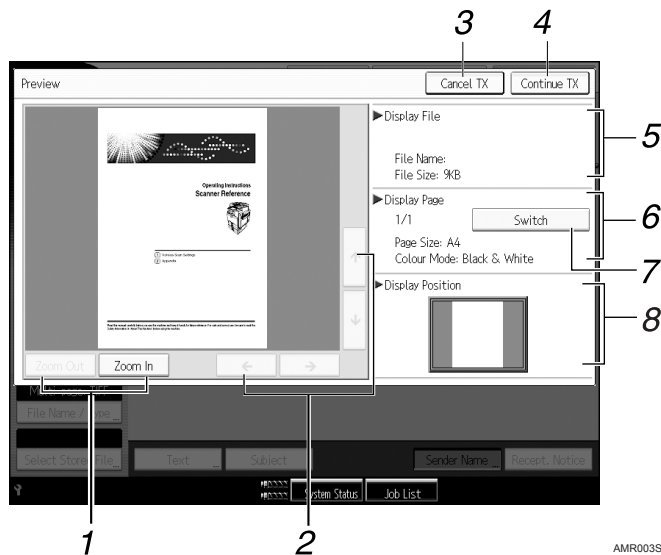 3
4
Preview
Cancel TX
Continue TX
▶Display File
File Name:
File Size: 9KB
5
Operating Instructions
Scanner Reference
1
2 Appendix
▶Display Page
1/1
Switch
Page Size: A4
Colour Mode: Black & White
6
7
▶Display Position
8
Zoom Out
Zoom In
File Name / Type
Select Stored File
Text
Subject
Sender Name
Recept. Notice
System Status
Job List
1
2
AMR003S